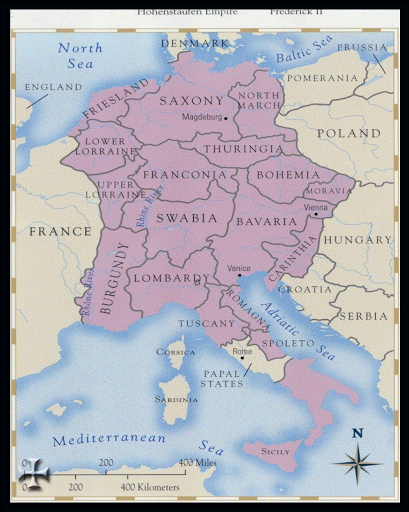 Hohenstaufen Empire Frederick II
North
Sea
DENMARK
Baltic Sea
PRUSSIA
POMERANIA
ENGLAND
FRIESLAND
SAXONY
NORTH
MARCH
Magdeburg
POLAND
LOWER
LORRAINE
THURINGIA
FRANCONIA
BOHEMIA
UPPER
LORRAINE
MORAVIA
Rhine River
Vienna
SWABIA
BAVARIA
FRANCE
HUNGARY
BURGUNDY
CARINTHIA
Venice
LOMBARDY
CROATIA
Rhône River
ROMAGNA
Adriatic
Sea
SERBIA
TUSCANY
SPOLETO
CORSICA
Rome
PAPAL
STATES
SARDINIA
Mediterranean
Sea
SICILY
N
0 200 400 Miles
0 200 400 Kilometers